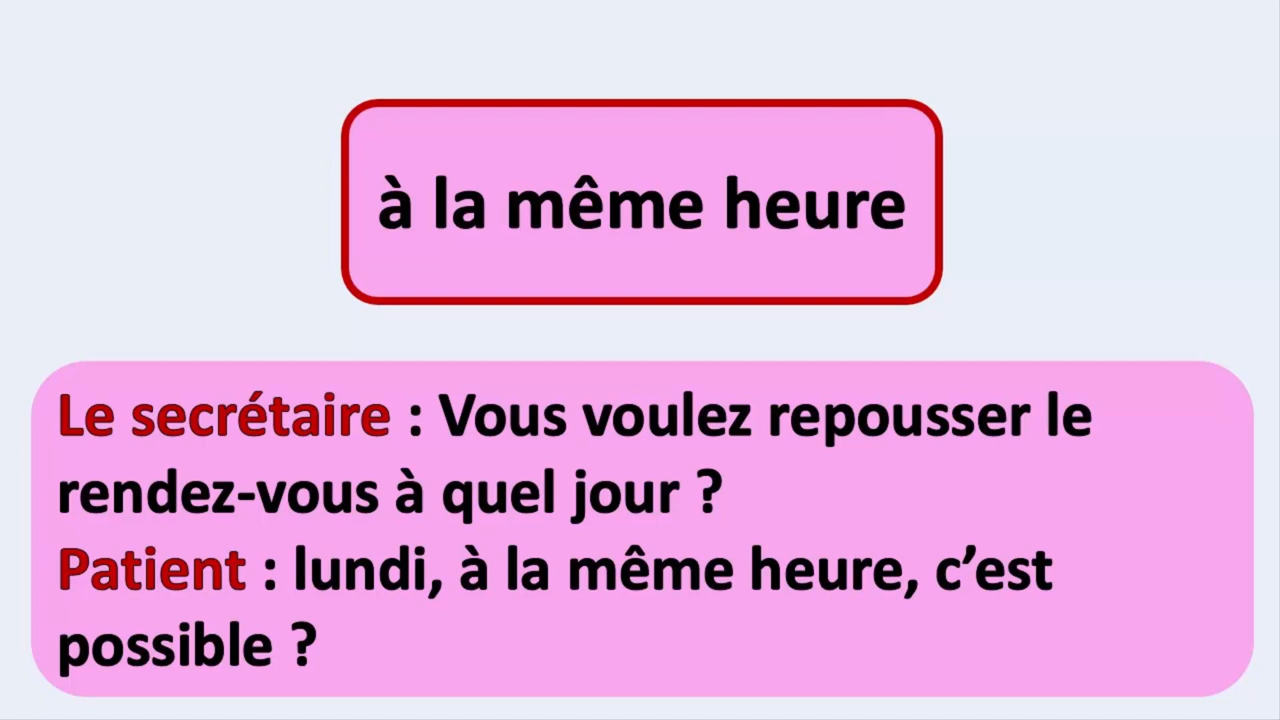 à la même heure
Le secrétaire : Vous voulez repousser le
rendez-vous à quel jour ?
Patient : lundi, à la même heure, c’est
possible ?